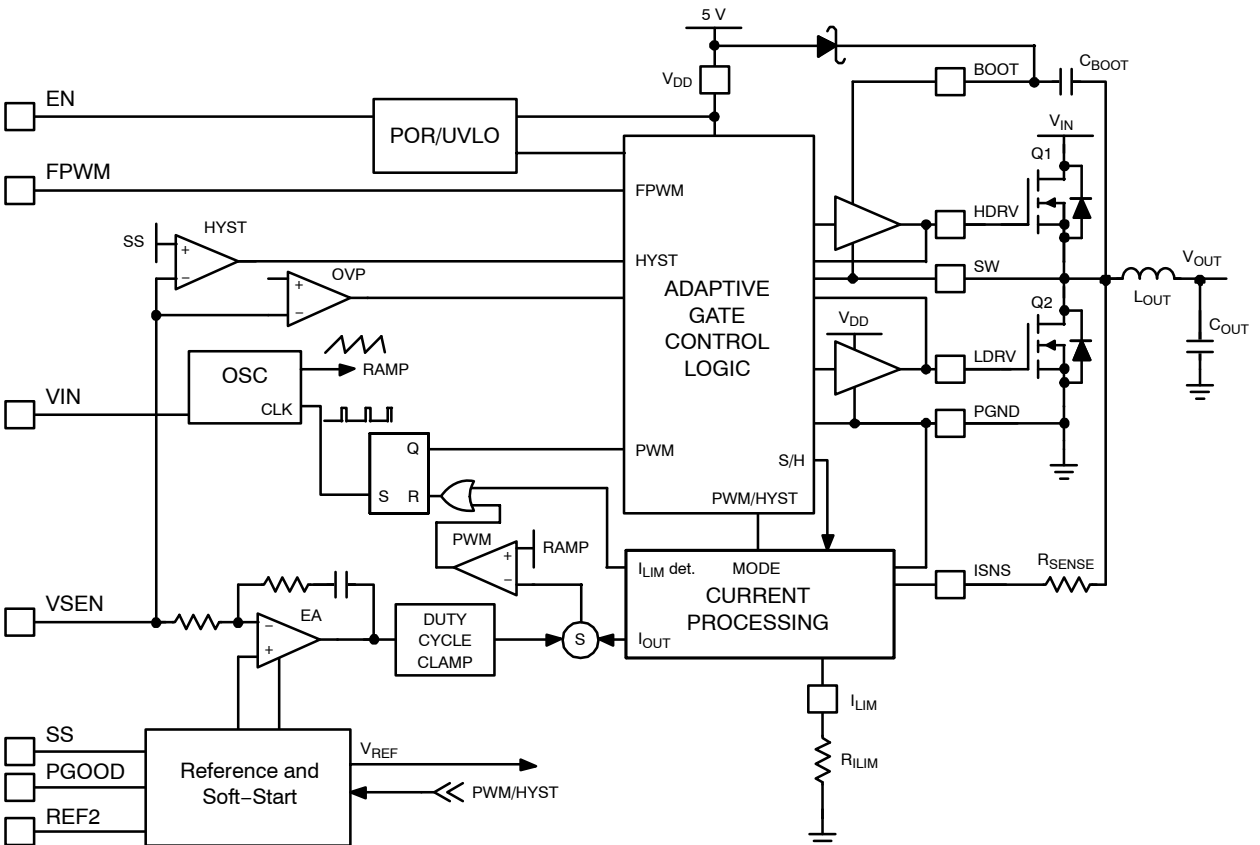 5 V
VDD
BOOT
CBOOT
EN
POR/UVLO
VIN
Q1
FPWM
FPWM
HDRV
SS
+
−
HYST
HYST
OVP
+
−
ADAPTIVE
GATE
CONTROL
LOGIC
SW
VOUT
LOUT
COUT
VDD
Q2
LDRV
OSC
RAMP
CLK
VIN
PGND
Q
S
R
PWM
S/H
PWM/HYST
PWM
+
−
RAMP
ILIM det.
MODE
CURRENT
PROCESSING
IOUT
ISNS
RSENSE
VSEN
EA
−
+
DUTY
CYCLE
CLAMP
S
ILIM
RILIM
SS
PGOOD
REF2
Reference and
Soft−Start
VREF
PWM/HYST